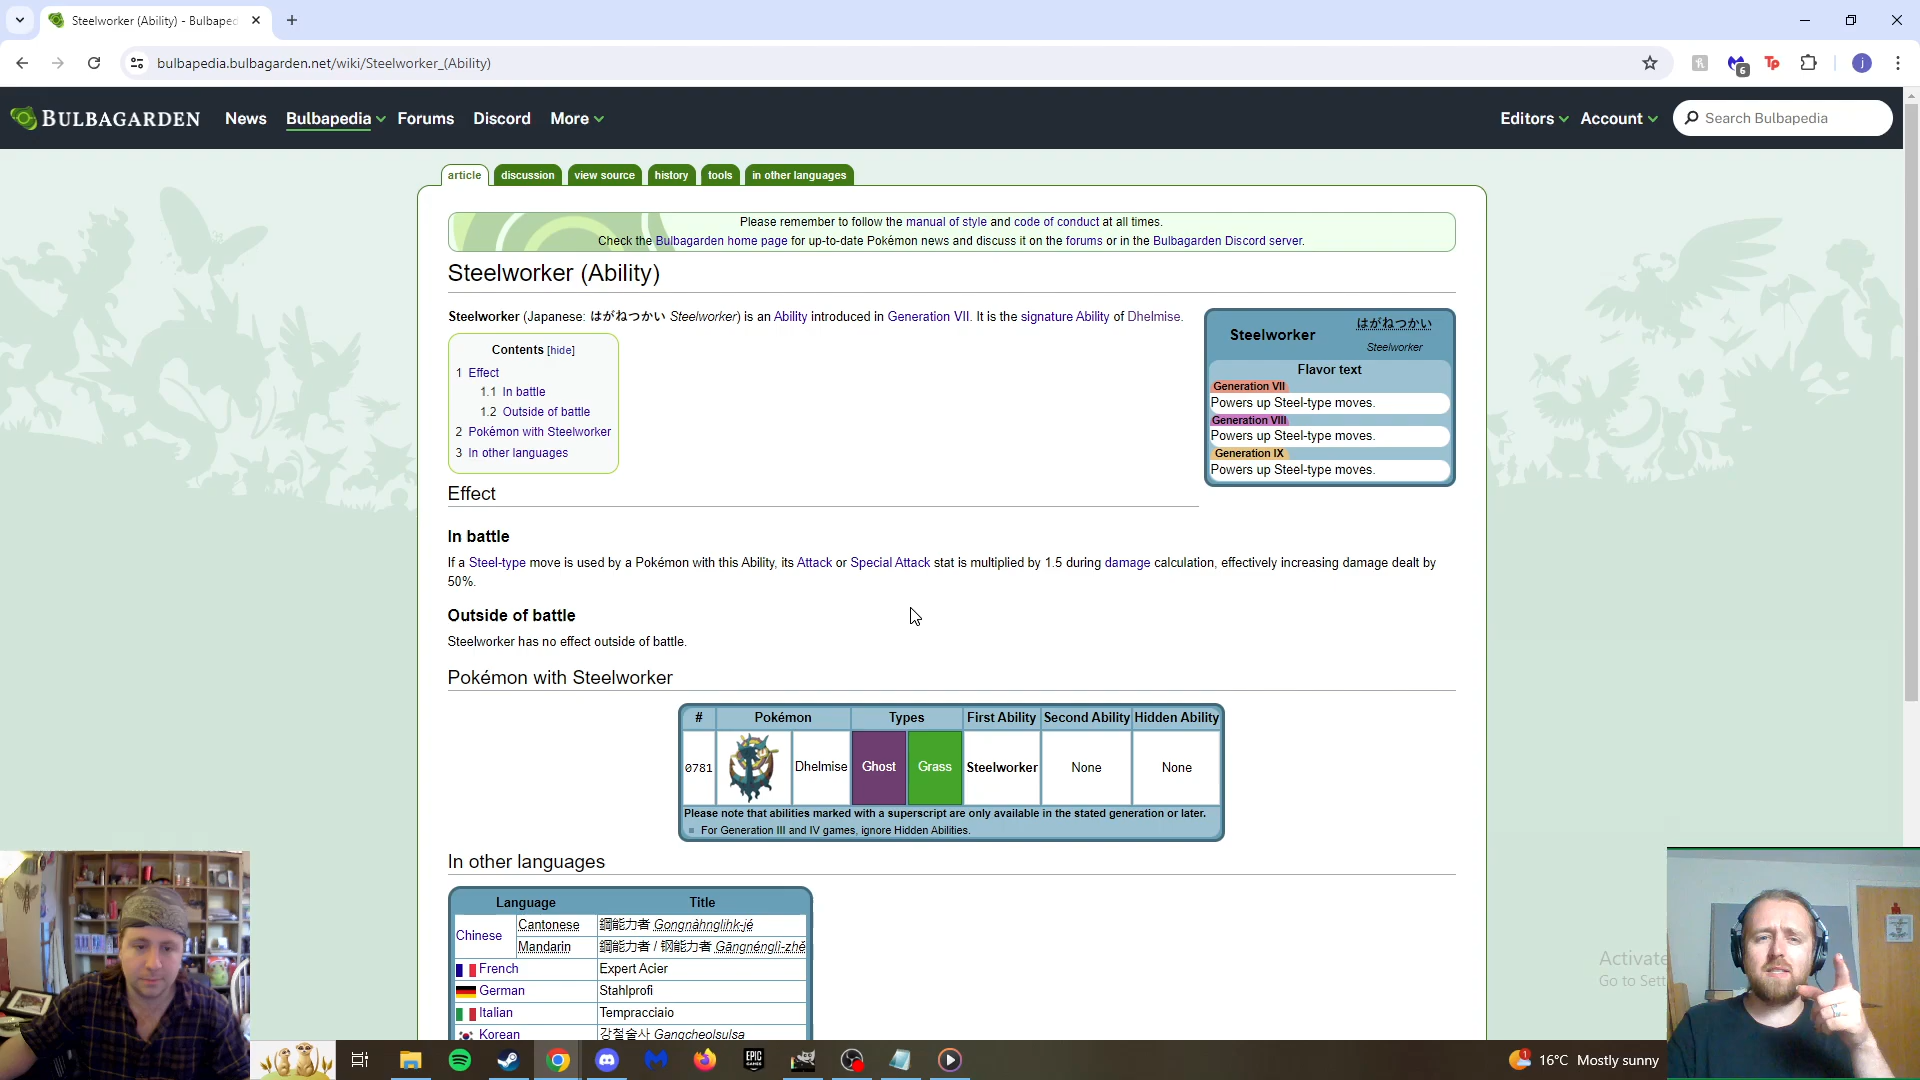 Steelworker (Ability) - Bulbaped
bulbapedia.bulbagarden.net/wiki/Steelworker_(Ability)
6
Tp
j
BULBAGARDEN
News
Bulbapedia
Forums
Discord
More
Editors
Account
Search Bulbapedia
article
discussion
view source
history
tools
in other languages
Please remember to follow the manual of style and code of conduct at all times.
Check the Bulbagarden home page for up-to-date Pokémon news and discuss it on the forums or in the Bulbagarden Discord server.
Steelworker (Ability)
Steelworker (Japanese: はがねつかい Steelworker) is an Ability introduced in Generation VII. It is the signature Ability of Dhelmise.
Contents [hide]
1 Effect
1.1 In battle
1.2 Outside of battle
2 Pokémon with Steelworker
3 In other languages
Steelworker
はがねつかい
Steelworker
Flavor text
Generation VII
Powers up Steel-type moves.
Generation VIII
Powers up Steel-type moves.
Generation IX
Powers up Steel-type moves.
Effect
In battle
If a Steel-type move is used by a Pokémon with this Ability, its Attack or Special Attack stat is multiplied by 1.5 during damage calculation, effectively increasing damage dealt by
50%.
Outside of battle
Steelworker has no effect outside of battle.
Pokémon with Steelworker
# Pokémon Types First Ability Second Ability Hidden Ability
0781 Dhelmise Ghost Grass Steelworker None None
Please note that abilities marked with a superscript are only available in the stated generation or later.
For Generation III and IV games, ignore Hidden Abilities.
In other languages
Language Title
Chinese
Cantonese 鋼能力者 Gongnàhnglihk-jé
Mandarin 鋼能力者 / 钢能力者 Gāngnénglì-zhě
French Expert Acier
German Stahlprofi
Italian Tempracciaio
Korean 강철술사 Gangcheolsulsa
Activate
Go to Sett
EPIC
GAMES
1
16°C Mostly sunny